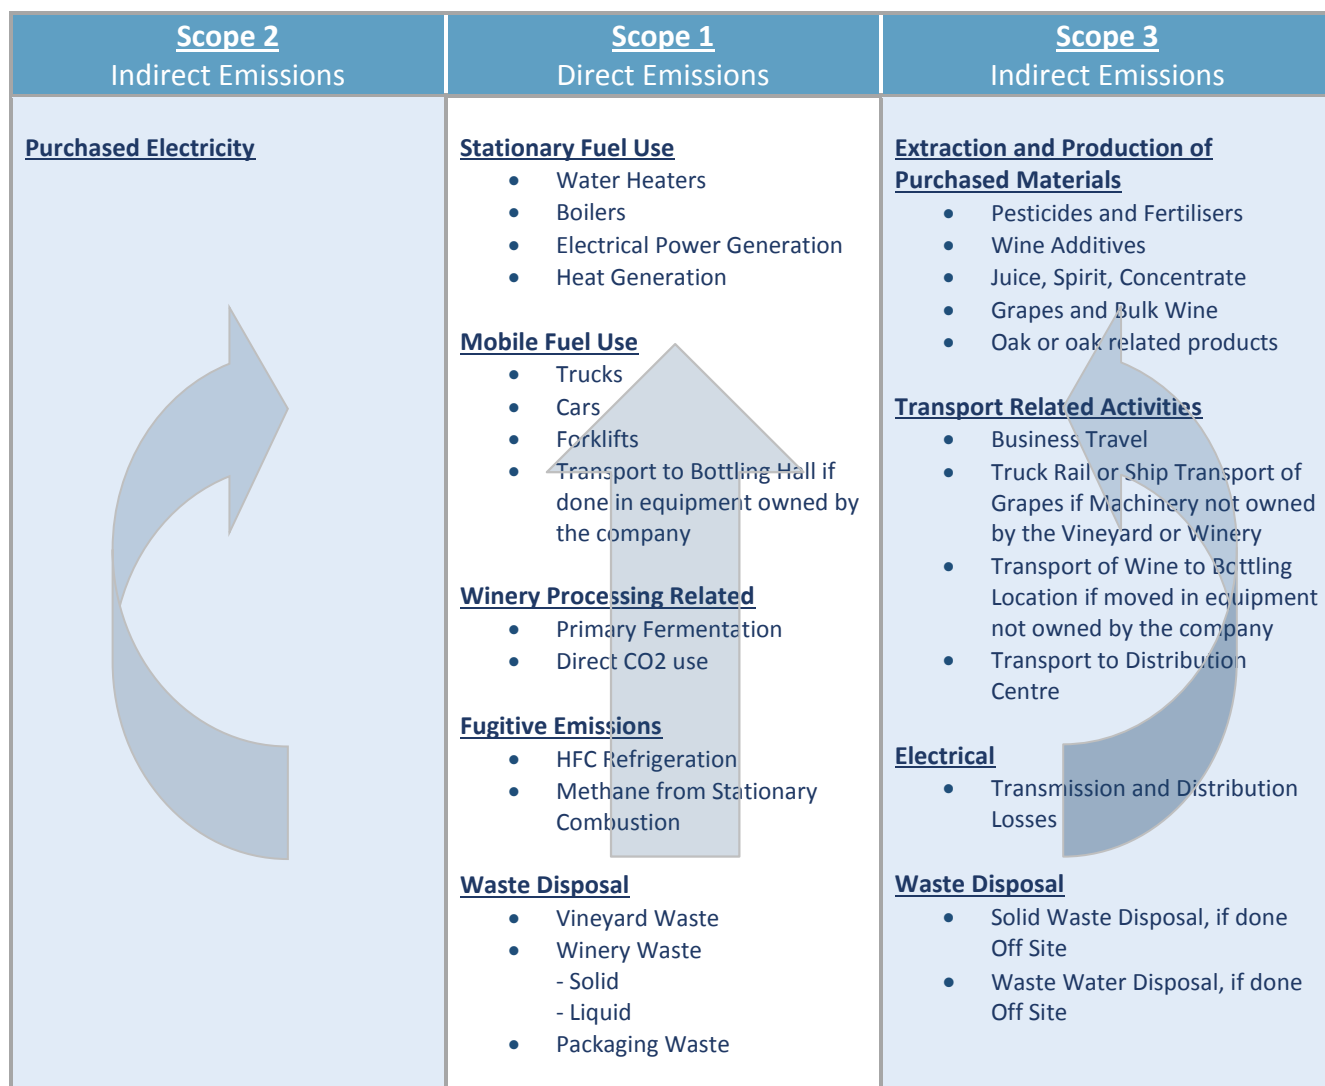 Scope 2
Indirect Emissions
Purchased Electricity
Scope 1
Direct Emissions
Stationary Fuel Use
• Water Heaters
• Boilers
• Electrical Power Generation
• Heat Generation
Mobile Fuel Use
• Trucks
• Cars
• Forklifts
• Transport to Bottling Hall if
done in equipment owned by
the company
Winery Processing Related
• Primary Fermentation
• Direct CO2 use
Fugitive Emissions
• HFC Refrigeration
• Methane from Stationary
Combustion
Waste Disposal
• Vineyard Waste
• Winery Waste
- Solid
- Liquid
• Packaging Waste
Scope 3
Indirect Emissions
Extraction and Production of
Purchased Materials
• Pesticides and Fertilisers
• Wine Additives
• Juice, Spirit, Concentrate
• Grapes and Bulk Wine
• Oak or oak related products
Transport Related Activities
• Business Travel
• Truck Rail or Ship Transport of
Grapes if Machinery not owned
by the Vineyard or Winery
• Transport of Wine to Bottling
Location if moved in equipment
not owned by the company
• Transport to Distribution
Centre
Electrical
• Transmission and Distribution
Losses
Waste Disposal
• Solid Waste Disposal, if done
Off Site
• Waste Water Disposal, if done
Off Site